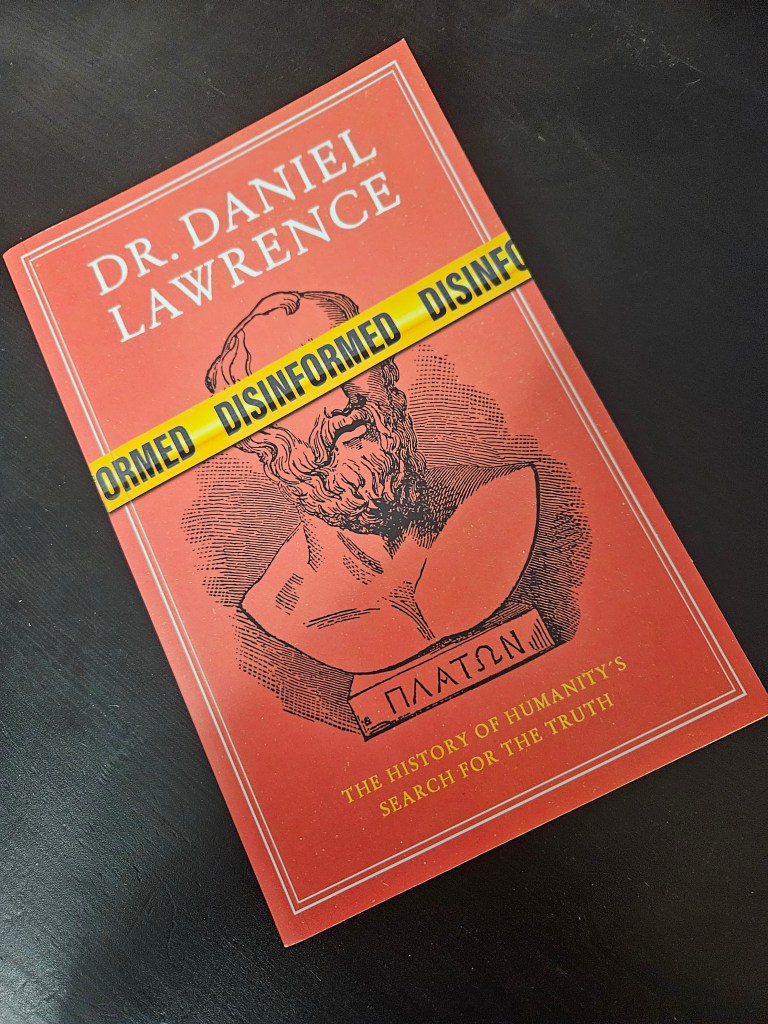 DR. DANIEL
LAWRENCE
ORMED DISINFORMED DISINFO
ΠΛΑΤΩΝ
THE HISTORY OF HUMANITY'S
SEARCH FOR THE TRUTH